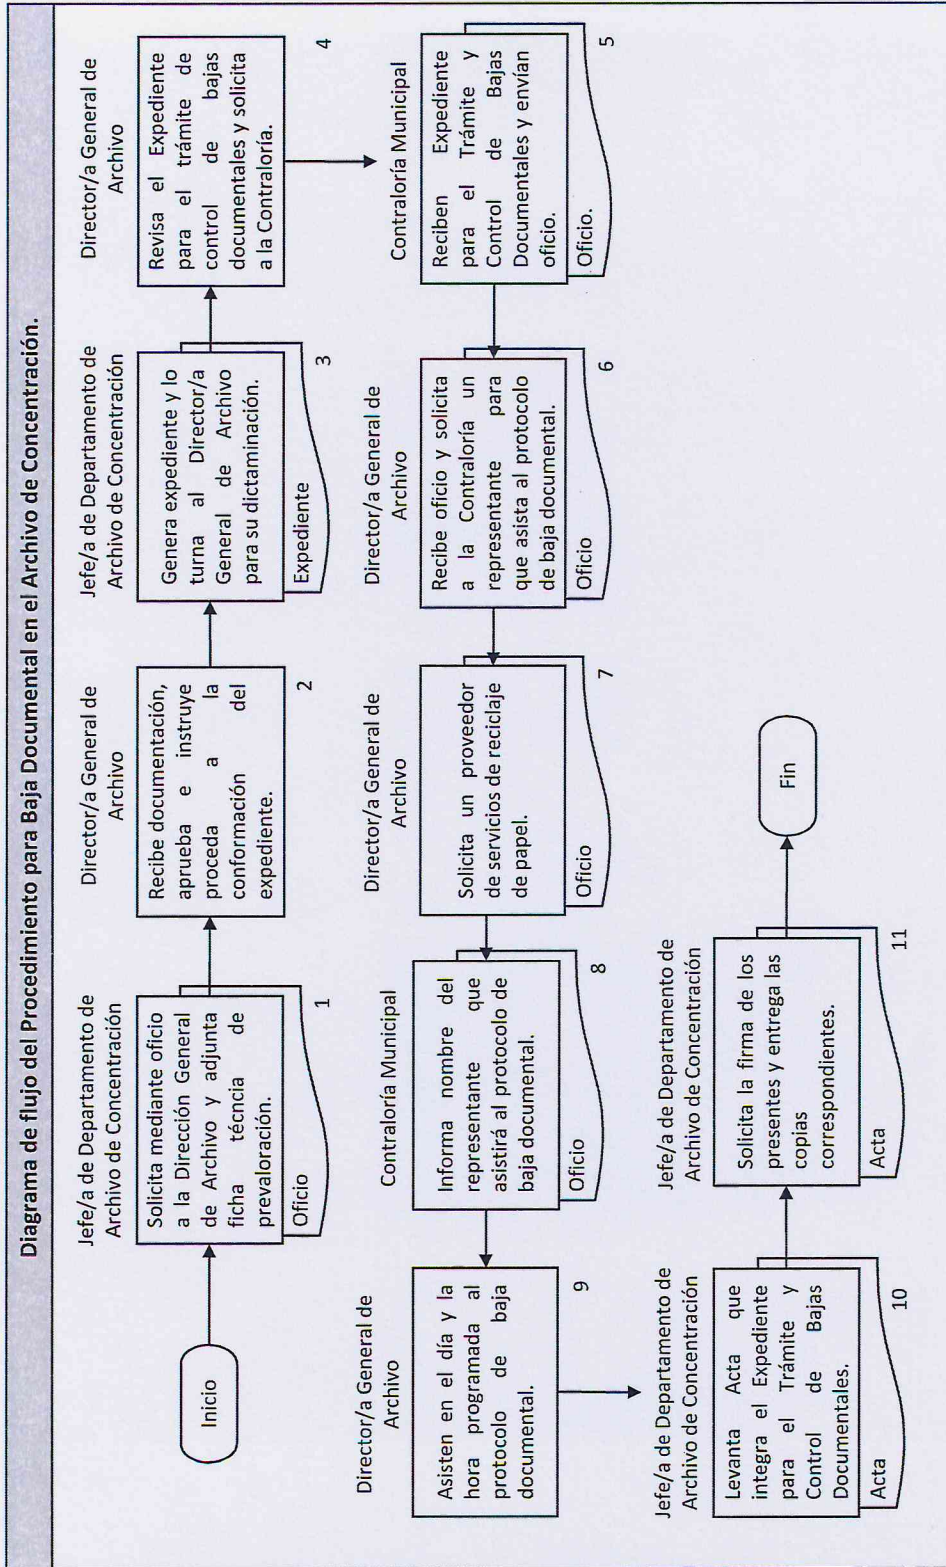 Diagrama de flujo del Procedimiento para Baja Documental en el Archivo de Concentración.
Inicio
Jefe/a de Departamento de
Archivo de Concentración
Solicita mediante oficio
a la Dirección General
de Archivo y adjunta
ficha técncia de
prevaloración.
Oficio
1
Director/a General de
Archivo
Recibe documentación,
aprueba e instruye
proceda a la
conformación del
expediente.
2
Jefe/a de Departamento de
Archivo de Concentración
Genera expediente y lo
turna al Director/a
General de Archivo
para su dictaminación.
Expediente
3
Director/a General de
Archivo
Revisa el Expediente
para el trámite de
control de bajas
documentales y solicita
a la Contraloría.
4
Contraloría Municipal
Reciben Expediente
para el Trámite y
Control de Bajas
Documentales y envían
oficio.
Oficio.
5
Director/a General de
Archivo
Recibe oficio y solicita
a la Contraloría un
representante para
que asista al protocolo
de baja documental.
Oficio
6
Director/a General de
Archivo
Solicita un proveedor
de servicios de reciclaje
de papel.
Oficio
7
Contraloría Municipal
Informa nombre del
representante que
asistirá al protocolo de
baja documental.
Oficio
8
Director/a General de
Archivo
Asisten en el día y la
hora programada al
protocolo de baja
documental.
9
Jefe/a de Departamento de
Archivo de Concentración
Levanta Acta que
integra el Expediente
para el Trámite y
Control de Bajas
Documentales.
Acta
10
Jefe/a de Departamento de
Archivo de Concentración
Solicita la firma de los
presentes y entrega las
copias
correspondientes.
Acta
11
Fin